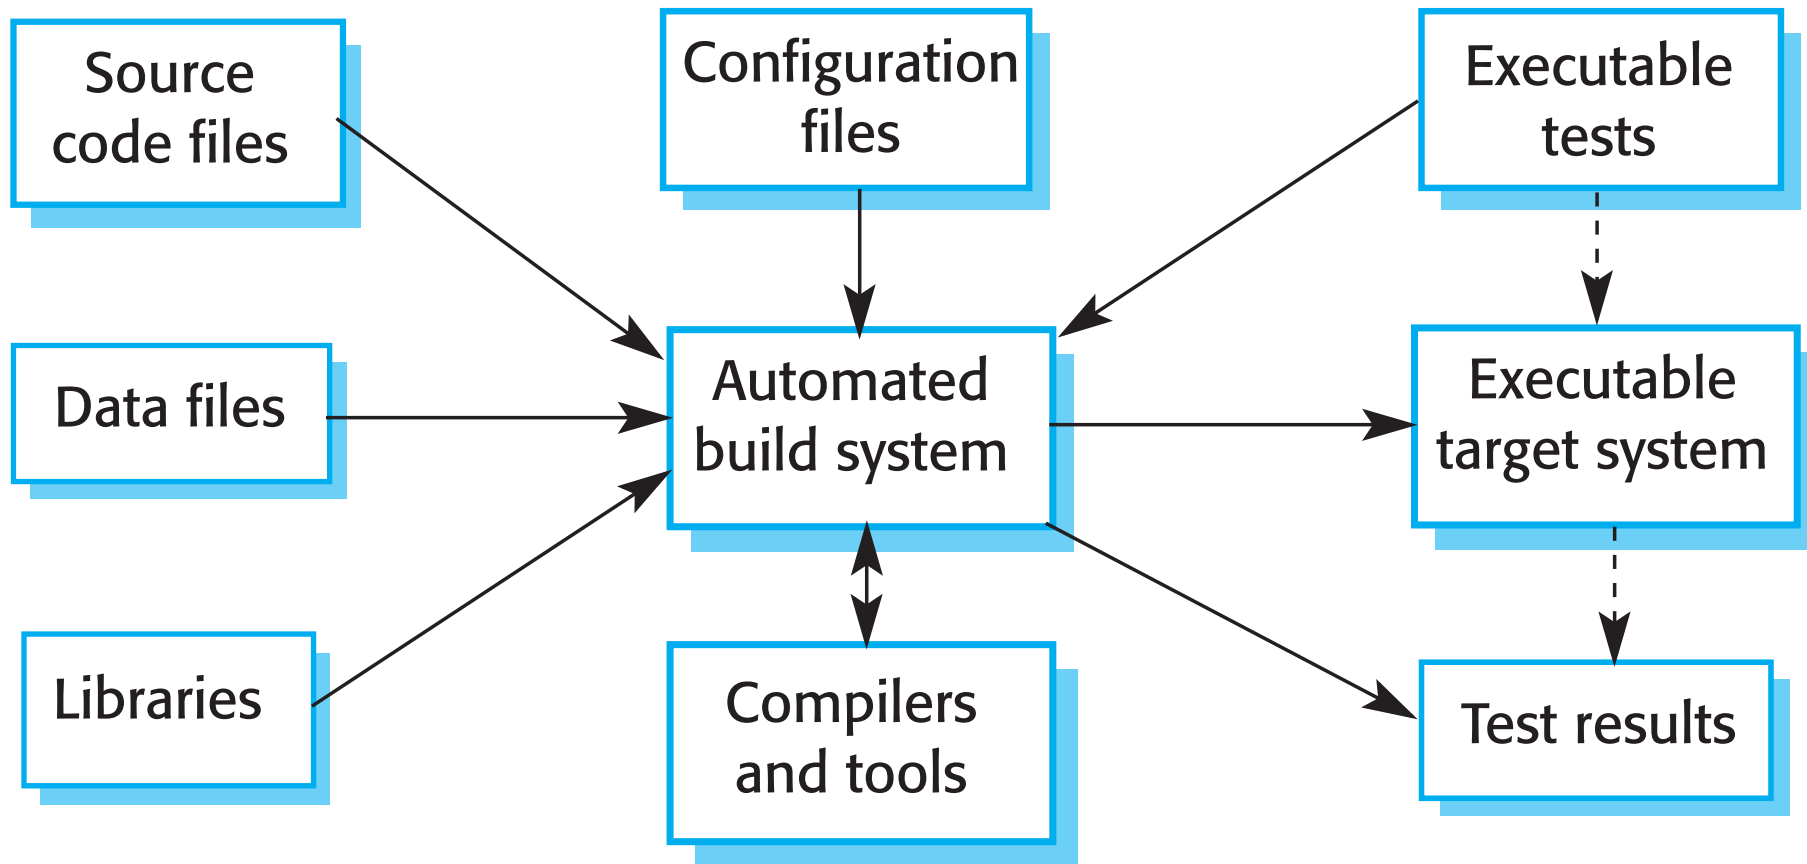 Source
code files
Configuration
files
Executable
tests
Data files
Automated
build system
Executable
target system
Libraries
Compilers
and tools
Test results